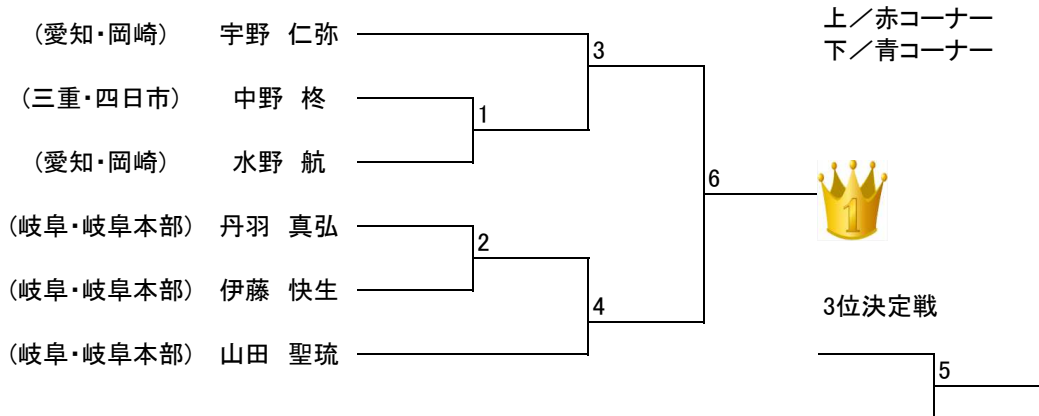 上／赤コーナー
下／青コーナー
（愛知・岡崎） 宇野 仁弥
3
（三重・四日市） 中野 柊
1
（愛知・岡崎） 水野 航
6
1
（岐阜・岐阜本部） 丹羽 真弘
2
（岐阜・岐阜本部） 伊藤 快生
4
3位決定戦
（岐阜・岐阜本部） 山田 聖琉
5